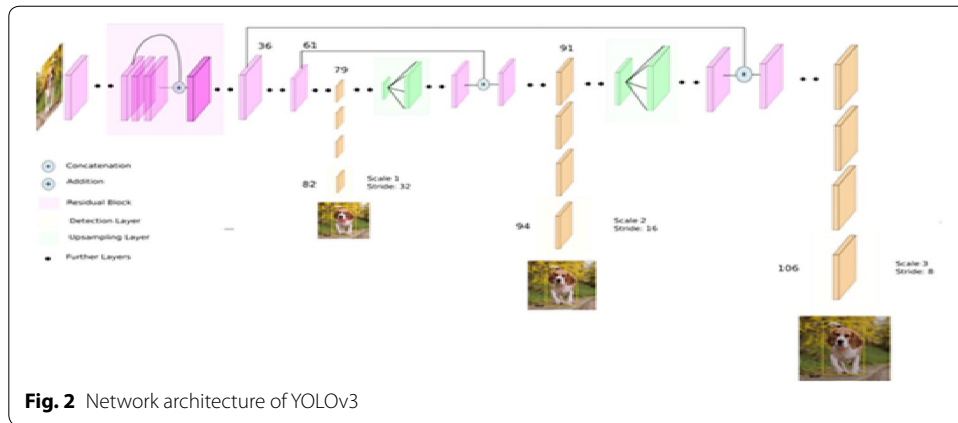 36
61
91
79
Concatenation
Addition
Residual Block
Detection Layer
Upsampling Layer
Further Layers
82
Scale 1
Stride: 32
94
Scale 2
Stride: 16
106
Scale 3
Stride: 8
Fig. 2 Network architecture of YOLOv3